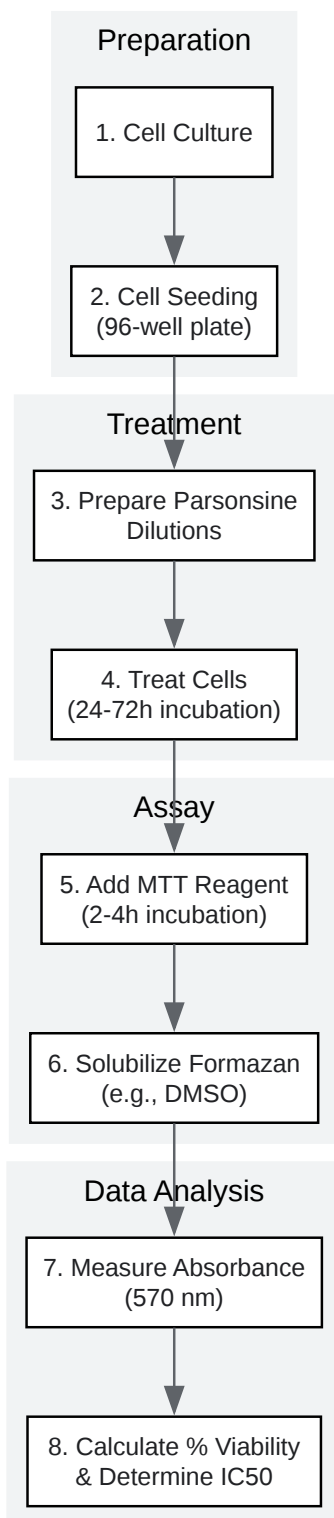 Preparation
1. Cell Culture
2. Cell Seeding
(96-well plate)
Treatment
3. Prepare Parsonsine
Dilutions
4. Treat Cells
(24-72h incubation)
Assay
5. Add MTT Reagent
(2-4h incubation)
6. Solubilize Formazan
(e.g., DMSO)
Data Analysis
7. Measure Absorbance
(570 nm)
8. Calculate % Viability
& Determine IC50